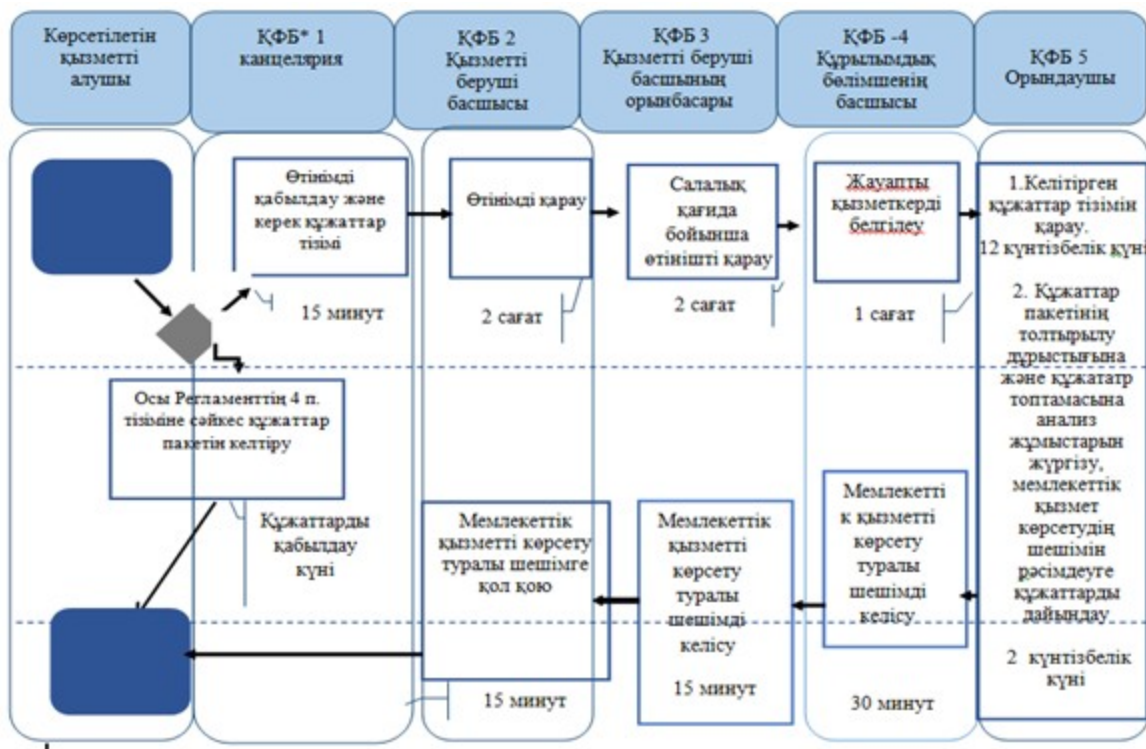 Көрсетілетін
қызметті
алушы
ҚФБ* 1
канцелярия
ҚФБ 2
Қызметті
беруші
басшысы
ҚФБ 3
Қызметті беруші
басшының
орынбасары
ҚФБ -4
Құрылымдық
бөлімшенің
басшысы
ҚФБ 5
Орындаушы
Өтінімді
қабылдау және
керек құжаттар
тізімі
15 минут
Өтінімді қарау
2 сағат
Салалық
қағида
бойынша
өтінішті қарау
2 сағат
Жауапты
қызметкерді
белгілеу
1 сағат
1.Келітірген
құжаттар тізімін
қарау.
12 күнтізбелік күні
2. Құжаттар
пакетінің
толтырылу
дұрыстығына
және құжататр
топтамасына
анализ
жұмыстарын
жүргізу,
мемлекеттік
қызмет
көрсетудің
шешімін
рәсімдеуге
құжаттарды
дайындау
2 күнтізбелік
күні
Осы Регламенттің 4 п.
тізіміне сәйкес құжаттар
пакетін келтіру
Құжаттарды
қабылдау
күні
Мемлекеттік
қызметті көрсету
туралы шешімге
қол қою
15 минут
Мемлекеттік
қызметті
көрсету
туралы
шешімді
келісу
15 минут
Мемлекетті
к қызметті
көрсету
туралы
шешімді
келісу
30 минут